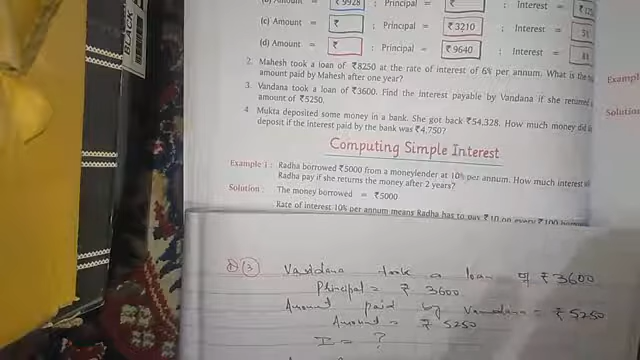 Amount = ₹ 9928 ; Principal = ₹ ; Interest = ₹
(c) Amount = ₹ ; Principal = ₹3210 ; Interest =
(d) Amount = ₹ ; Principal = ₹9640 ; Interest =
2. Mahesh took a loan of ₹8250 at the rate of interest of 6% per annum. What is the
amount paid by Mahesh after one year?
3. Vandana took a loan of ₹3600. Find the interest payable by Vandana if she returned
amount of ₹5250.
4. Mukta deposited some money in a bank. She got back ₹54,328. How much money did
deposit if the interest paid by the bank was ₹4,750?
Computing Simple Interest
Example 1 : Radha borrowed ₹5000 from a moneylender at 10% per annum. How much interest
Radha pay if she returns the money after 2 years?
Solution : The money borrowed = ₹5000
Rate of interest 10% per annum means Radha has to pay ₹10 on every ₹100
Exampl
Solution
BLACK
③ Vandana took a loan of ₹3600
Principal = ₹ 3600
Amount paid by Vandana = ₹5250
Amount = ₹ 5250
I = ?